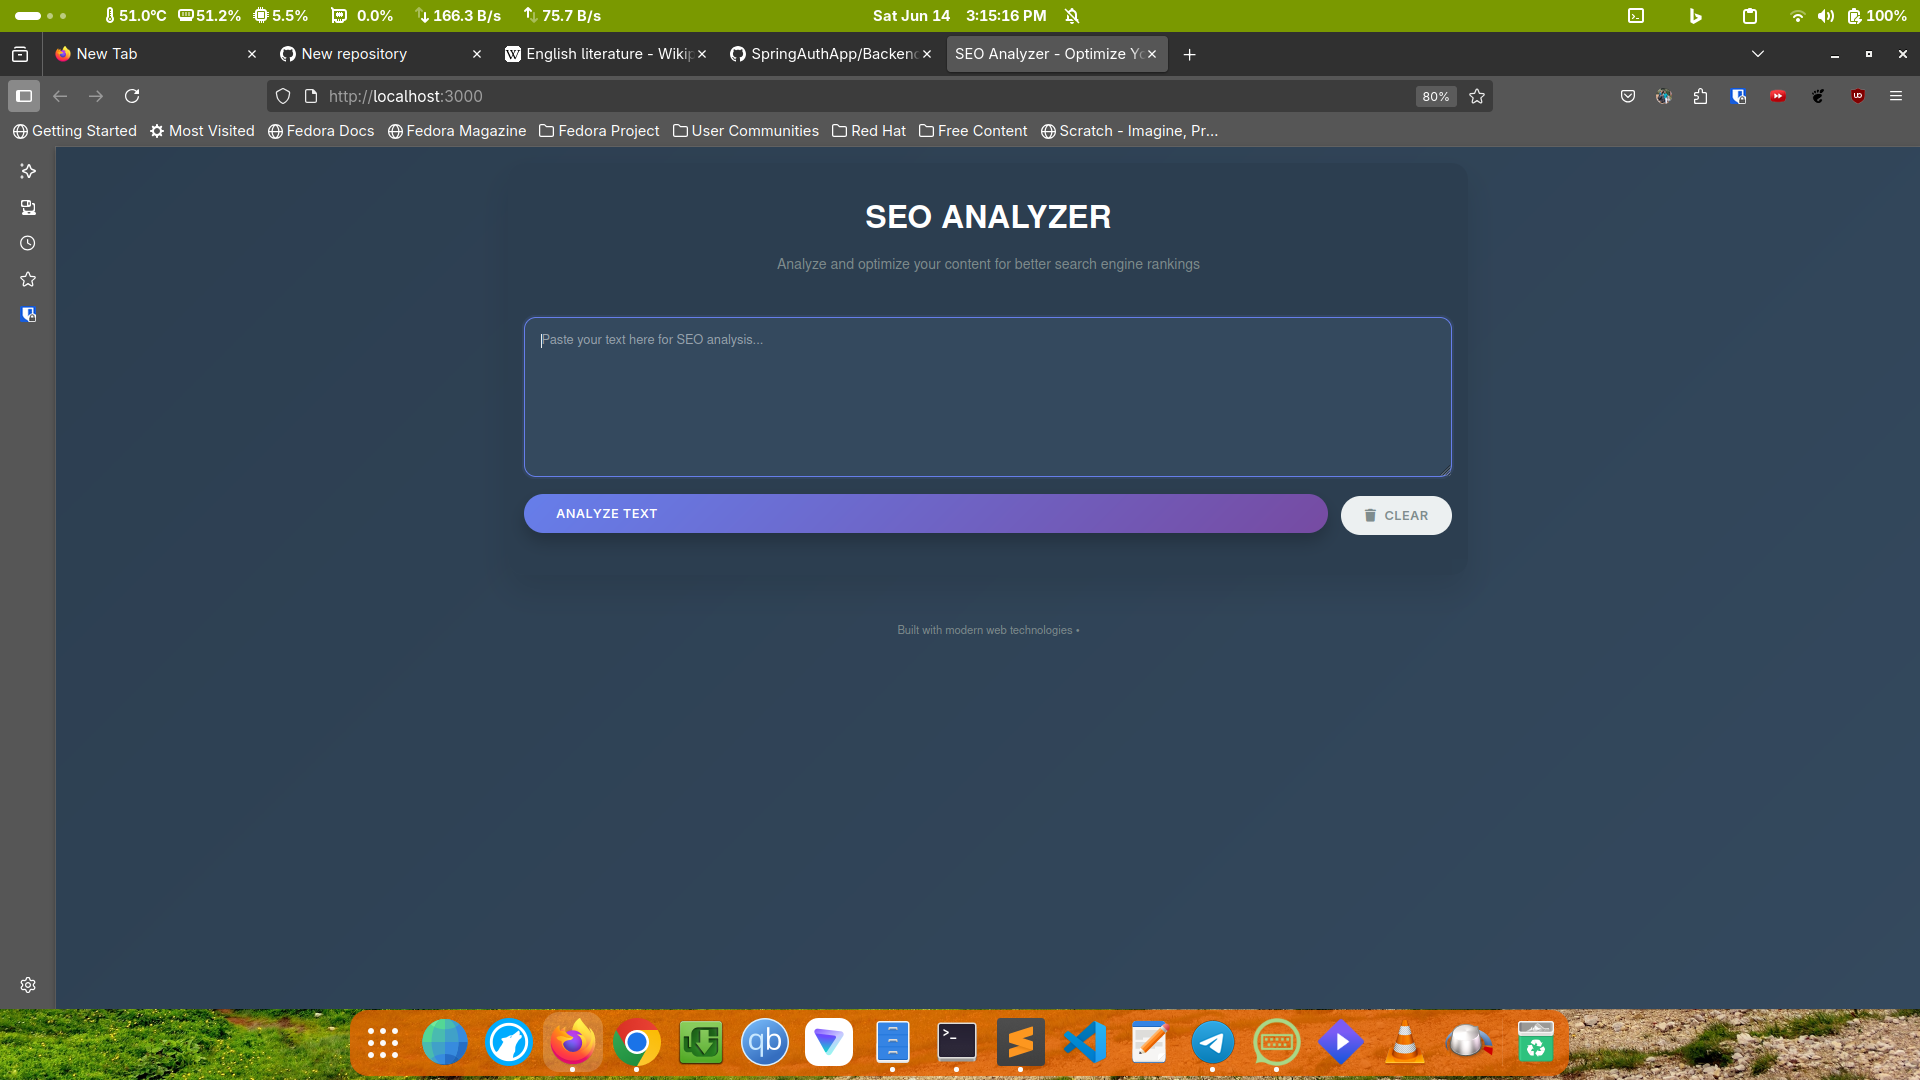 51.0°C 51.2% 5.5% 0.0% 166.3 B/s 75.7 B/s Sat Jun 14 3:15:16 PM 100%
New Tab New repository English literature - Wikip SpringAuthApp/Backend SEO Analyzer - Optimize Yo
http://localhost:3000 80%
Getting Started Most Visited Fedora Docs Fedora Magazine Fedora Project User Communities Red Hat Free Content Scratch - Imagine, Pr...
SEO ANALYZER
Analyze and optimize your content for better search engine rankings
Paste your text here for SEO analysis...
ANALYZE TEXT CLEAR
Built with modern web technologies •
qb